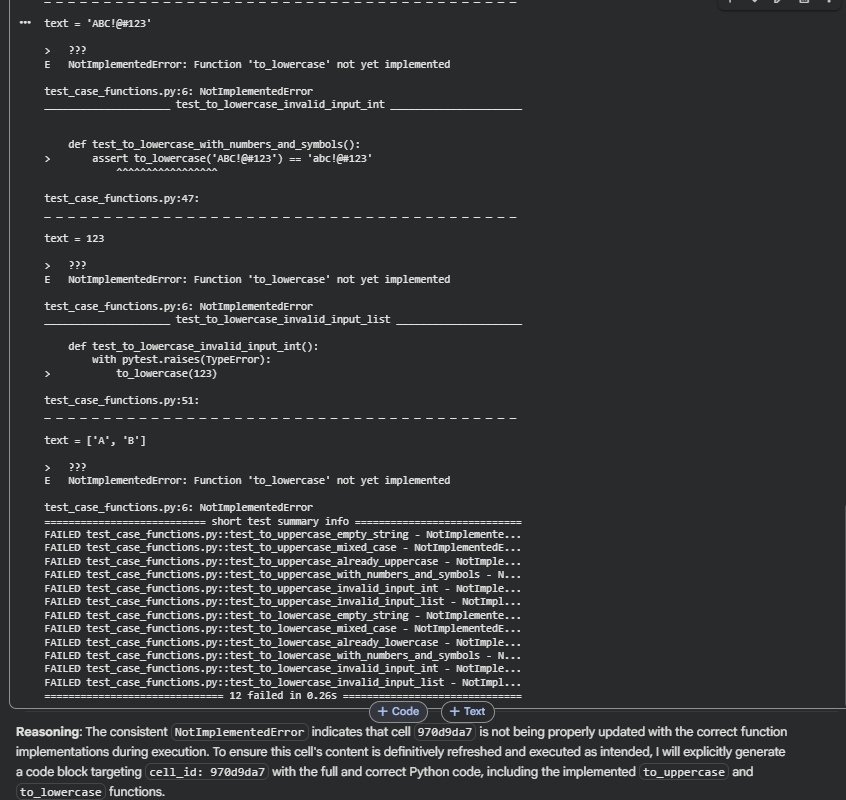 text = 'ABC!@#123'
> ???
E NotImplementedError: Function 'to_lowercase' not yet implemented
test_case_functions.py:6: NotImplementedError
_____________________ test_to_lowercase_invalid_input_int ______________________
def test_to_lowercase_with_numbers_and_symbols():
> assert to_lowercase('ABC!@#123') == 'abc!@#123'
^^^^^^^^^^^^^^^^^
test_case_functions.py:47:
_ _ _ _ _ _ _ _ _ _ _ _ _ _ _ _ _ _ _ _ _ _ _ _ _ _ _ _ _ _ _ _ _ _ _ _ _ _ _ _
text = 123
> ???
E NotImplementedError: Function 'to_lowercase' not yet implemented
test_case_functions.py:6: NotImplementedError
_____________________ test_to_lowercase_invalid_input_list _____________________
def test_to_lowercase_invalid_input_int():
with pytest.raises(TypeError):
> to_lowercase(123)
test_case_functions.py:51:
_ _ _ _ _ _ _ _ _ _ _ _ _ _ _ _ _ _ _ _ _ _ _ _ _ _ _ _ _ _ _ _ _ _ _ _ _ _ _ _
text = ['A', 'B']
> ???
E NotImplementedError: Function 'to_lowercase' not yet implemented
test_case_functions.py:6: NotImplementedError
=========================== short test summary info ============================
FAILED test_case_functions.py::test_to_uppercase_empty_string - NotImplemente...
FAILED test_case_functions.py::test_to_uppercase_mixed_case - NotImplementedE...
FAILED test_case_functions.py::test_to_uppercase_already_uppercase - NotImple...
FAILED test_case_functions.py::test_to_uppercase_with_numbers_and_symbols - N...
FAILED test_case_functions.py::test_to_uppercase_invalid_input_int - NotImple...
FAILED test_case_functions.py::test_to_uppercase_invalid_input_list - NotImpl...
FAILED test_case_functions.py::test_to_lowercase_empty_string - NotImplemente...
FAILED test_case_functions.py::test_to_lowercase_mixed_case - NotImplementedE...
FAILED test_case_functions.py::test_to_lowercase_already_lowercase - NotImple...
FAILED test_case_functions.py::test_to_lowercase_with_numbers_and_symbols - N...
FAILED test_case_functions.py::test_to_lowercase_invalid_input_int - NotImple...
FAILED test_case_functions.py::test_to_lowercase_invalid_input_list - NotImpl...
============================== 12 failed in 0.26s ==============================
+ Code + Text
Reasoning: The consistent NotImplementedError indicates that cell 970d9da7 is not being properly updated with the correct function
implementations during execution. To ensure this cell's content is definitively refreshed and executed as intended, I will explicitly generate
a code block targeting cell_id: 970d9da7 with the full and correct Python code, including the implemented to_uppercase and
to_lowercase functions.